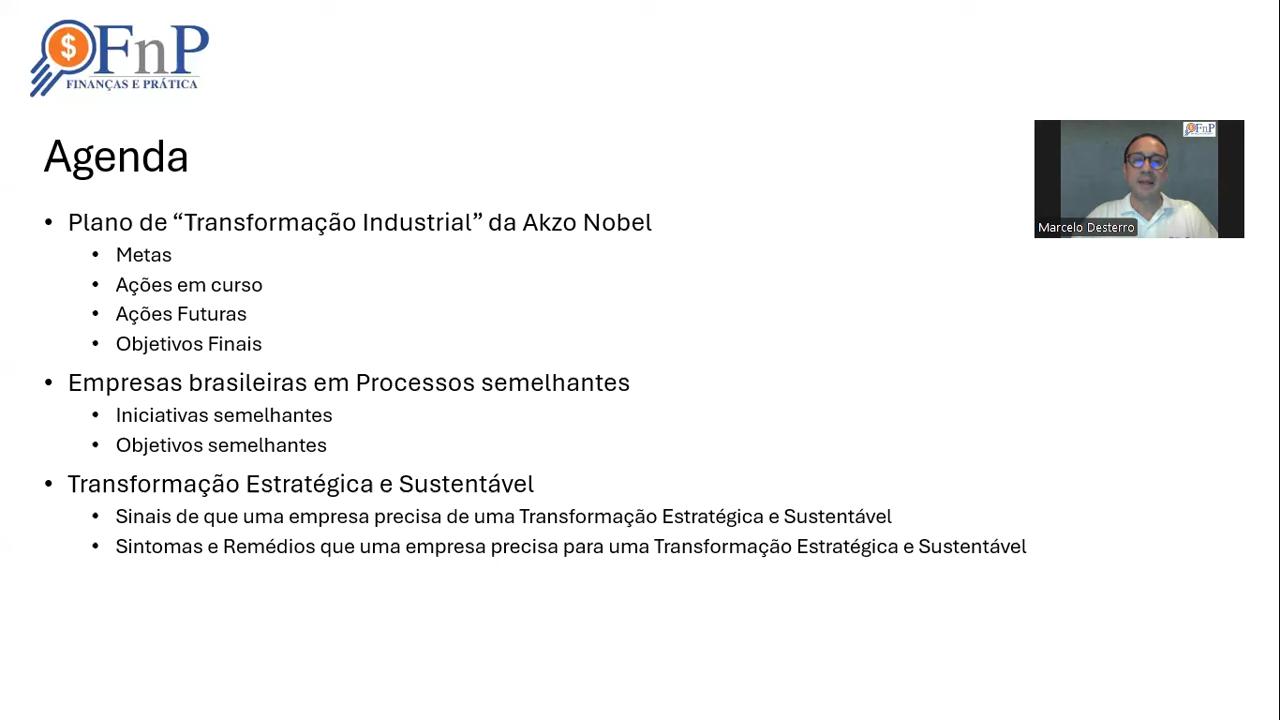 $FnP
FINANÇAS E PRÁTICA
Agenda
• Plano de “Transformação Industrial” da Akzo Nobel
• Metas
• Ações em curso
• Ações Futuras
• Objetivos Finais
• Empresas brasileiras em Processos semelhantes
• Iniciativas semelhantes
• Objetivos semelhantes
• Transformação Estratégica e Sustentável
• Sinais de que uma empresa precisa de uma Transformação Estratégica e Sustentável
• Sintomas e Remédios que uma empresa precisa para uma Transformação Estratégica e Sustentável
FnP
Marcelo Desterro